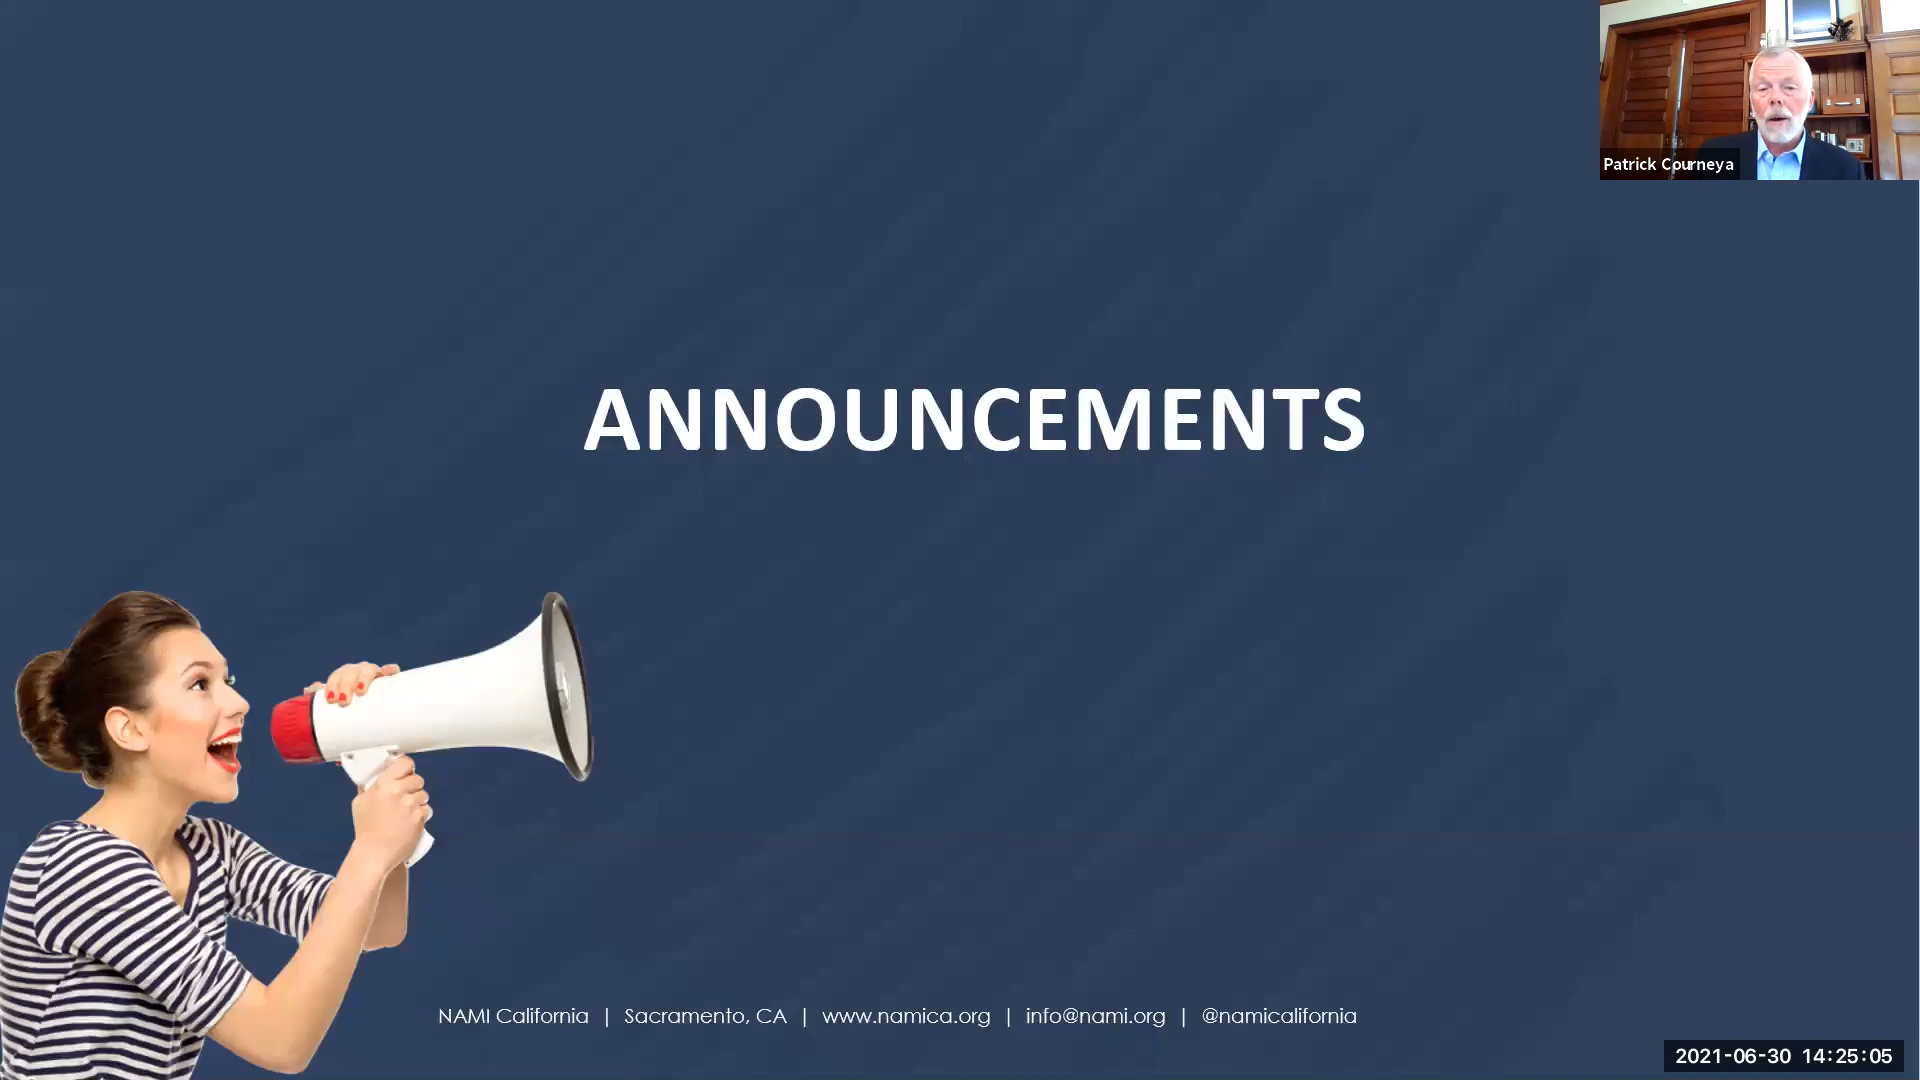 Patrick Courneya
ANNOUNCEMENTS
NAMI California | Sacramento, CA | www.namica.org | info@nami.org | @namicalifornia
2021-06-30 14:25:05